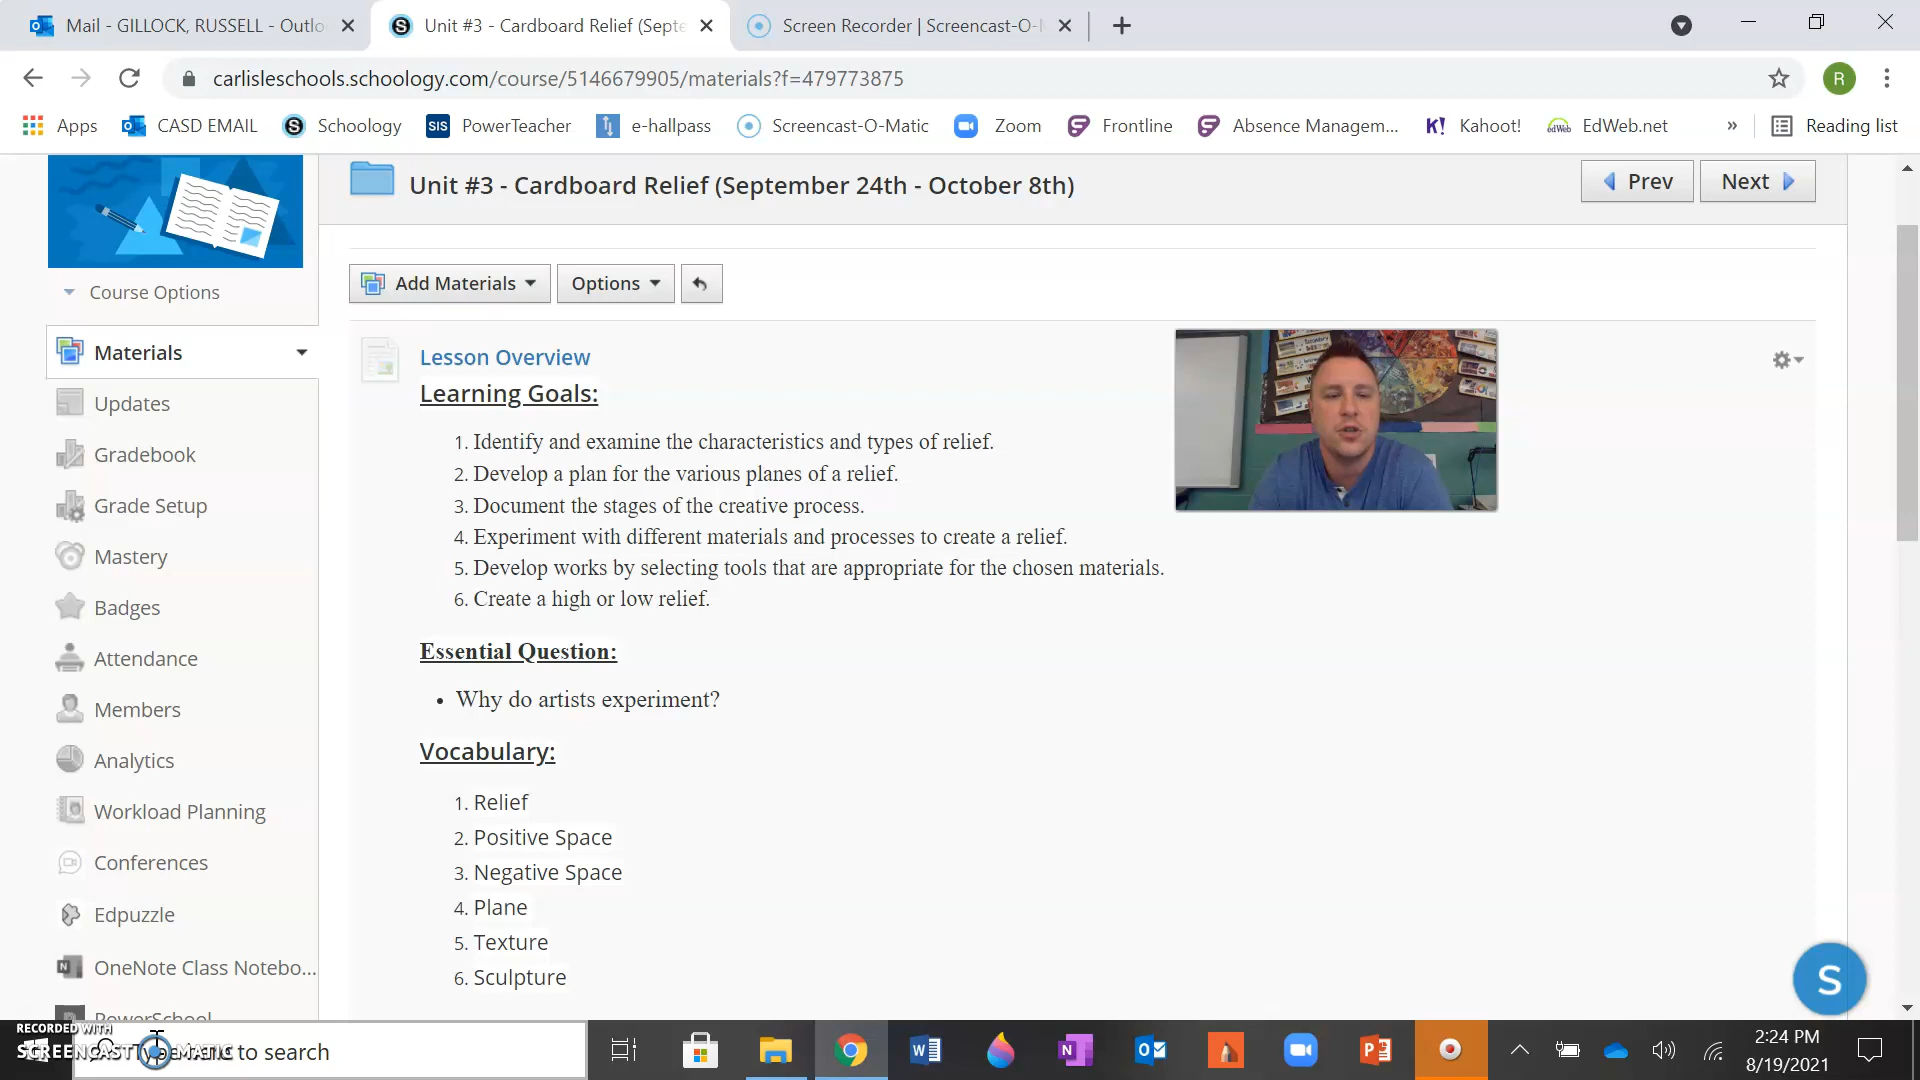 Mail - GILLOCK, RUSSELL - Outlo
Unit #3 - Cardboard Relief (Septe
Screen Recorder | Screencast-O-
carlisleschools.schoology.com/course/5146679905/materials?f=479773875
R
Apps
CASD EMAIL
Schoology
SIS
PowerTeacher
e-hallpass
Screencast-O-Matic
Zoom
Frontline
Absence Managem...
K!
Kahoot!
edWeb
EdWeb.net
»
Reading list
Unit #3 - Cardboard Relief (September 24th - October 8th)
Prev
Next
Course Options
Add Materials
Options
Materials
Updates
Gradebook
Grade Setup
Mastery
Badges
Attendance
Members
Analytics
Workload Planning
Conferences
Edpuzzle
OneNote Class Notebo...
PowerSchool
Lesson Overview
Learning Goals:
1. Identify and examine the characteristics and types of relief.
2. Develop a plan for the various planes of a relief.
3. Document the stages of the creative process.
4. Experiment with different materials and processes to create a relief.
5. Develop works by selecting tools that are appropriate for the chosen materials.
6. Create a high or low relief.
Essential Question:
• Why do artists experiment?
Vocabulary:
1. Relief
2. Positive Space
3. Negative Space
4. Plane
5. Texture
6. Sculpture
S
RECORDED WITH
SCREENCAST MATIC
Type here to search
2:24 PM
8/19/2021